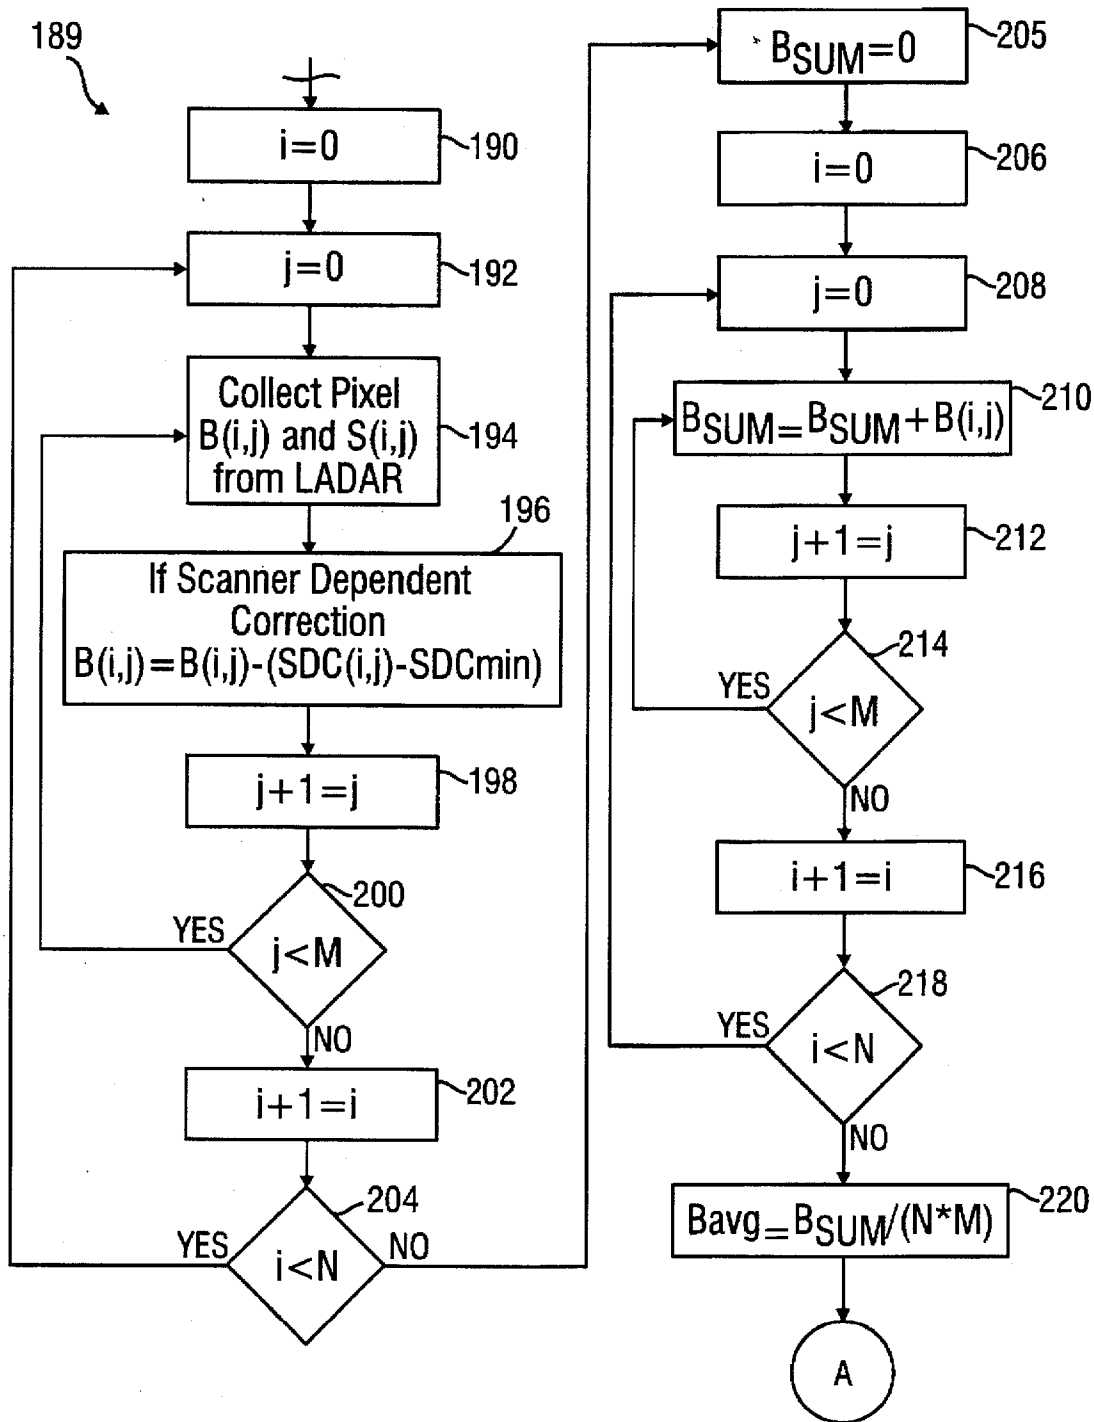 189
i=0
190
j=0
192
Collect Pixel
B(i,j) and S(i,j)
from LADAR
194
196
If Scanner Dependent
Correction
B(i,j)=B(i,j)-(SDC(i,j)-SDCmin)
j+1=j
198
200
j<M
YES
NO
i+1=i
202
204
i<N
YES
NO
BSUM=0
205
i=0
206
j=0
208
BSUM=BSUM+B(i,j)
210
j+1=j
212
214
j<M
YES
NO
i+1=i
216
218
i<N
YES
NO
Bavg=BSUM/(N*M)
220
A